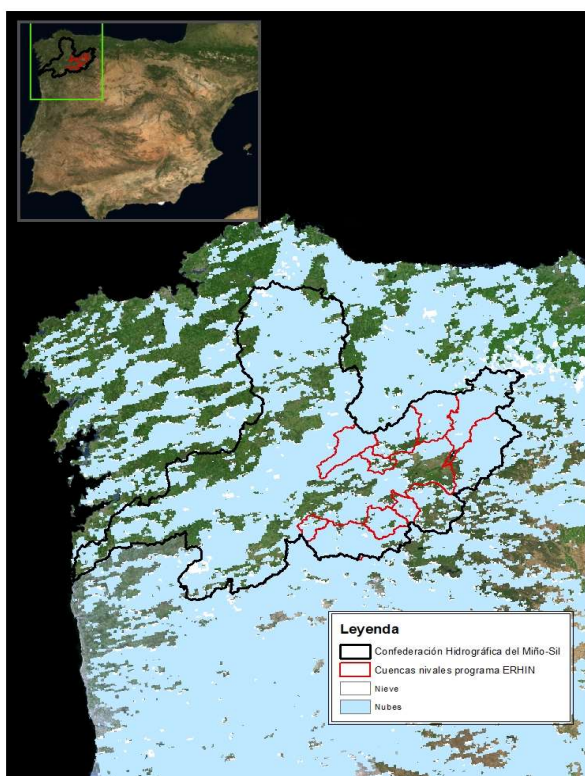 Leyenda
Confederación Hidrográfica del Miño-Sil
Cuencas nivales programa ERHIN
Nieve
Nubes